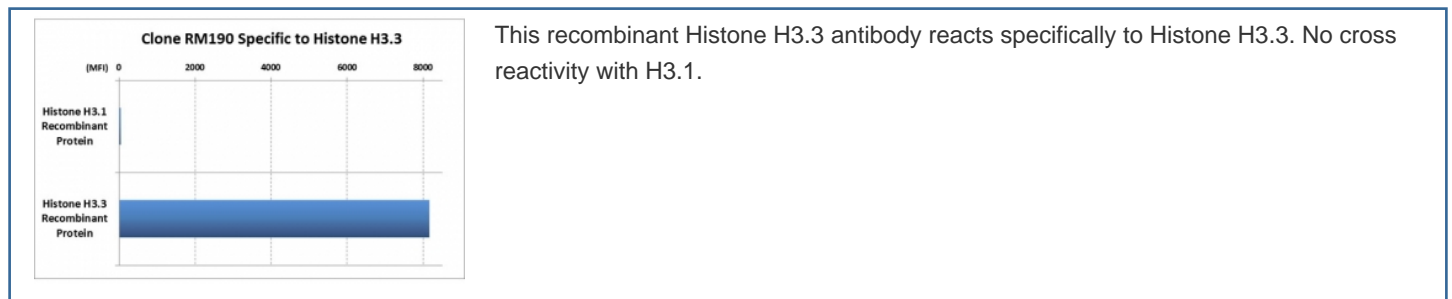 Clone RM190 Specific to Histone H3.3
(MFI) 0 2000 4000 6000 8000
Histone H3.1
Recombinant
Protein
Histone H3.3
Recombinant
Protein
This recombinant Histone H3.3 antibody reacts specifically to Histone H3.3. No cross
reactivity with H3.1.